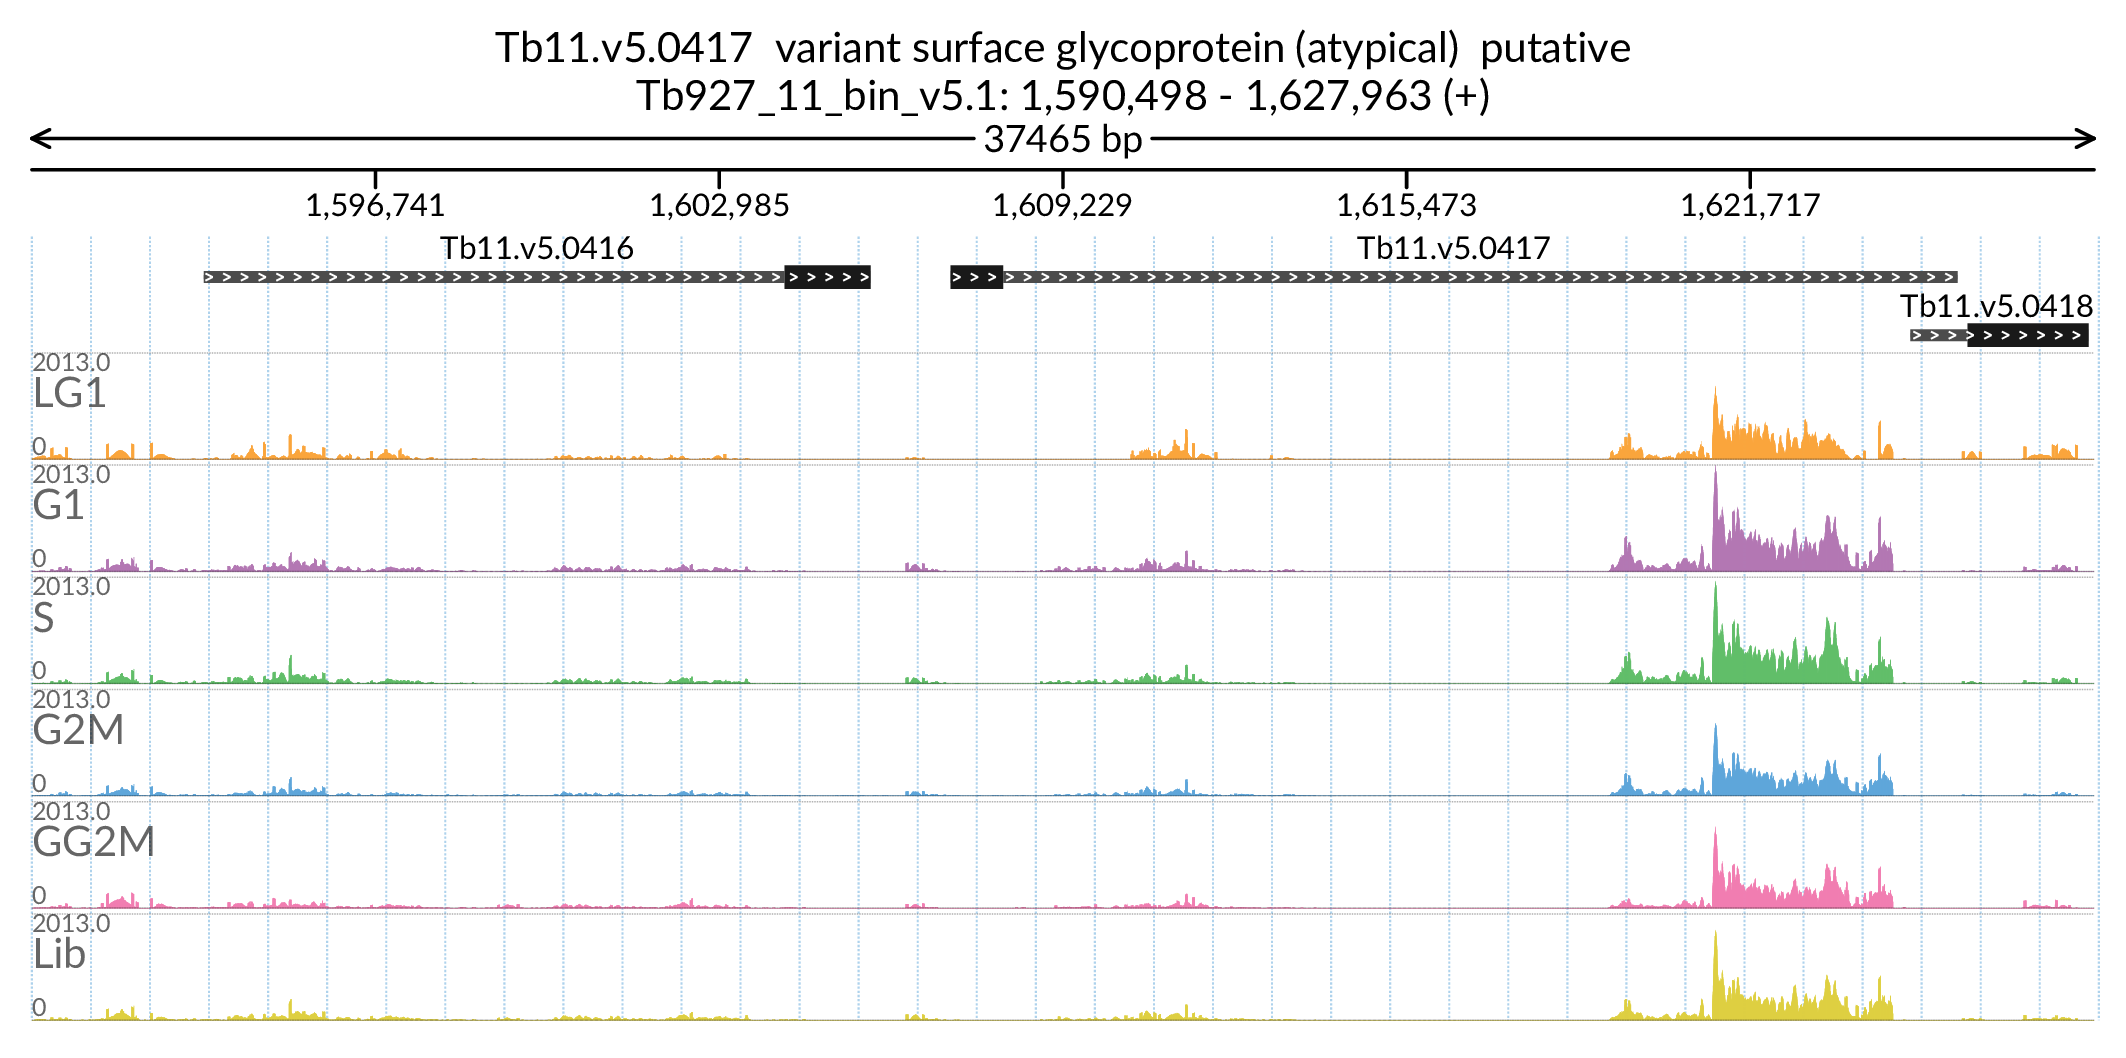 Tb11.v5.0417 variant surface glycoprotein (atypical) putative
Tb927_11_bin_v5.1: 1,590,498 - 1,627,963 (+)
37465 bp
1,596,741 1,602,985 1,609,229 1,615,473 1,621,717
Tb11.v5.0416 Tb11.v5.0417
Tb11.v5.0418
2013.0
LG1
0
2013.0
G1
0
2013.0
S
0
2013.0
G2M
0
2013.0
GG2M
0
2013.0
Lib
0